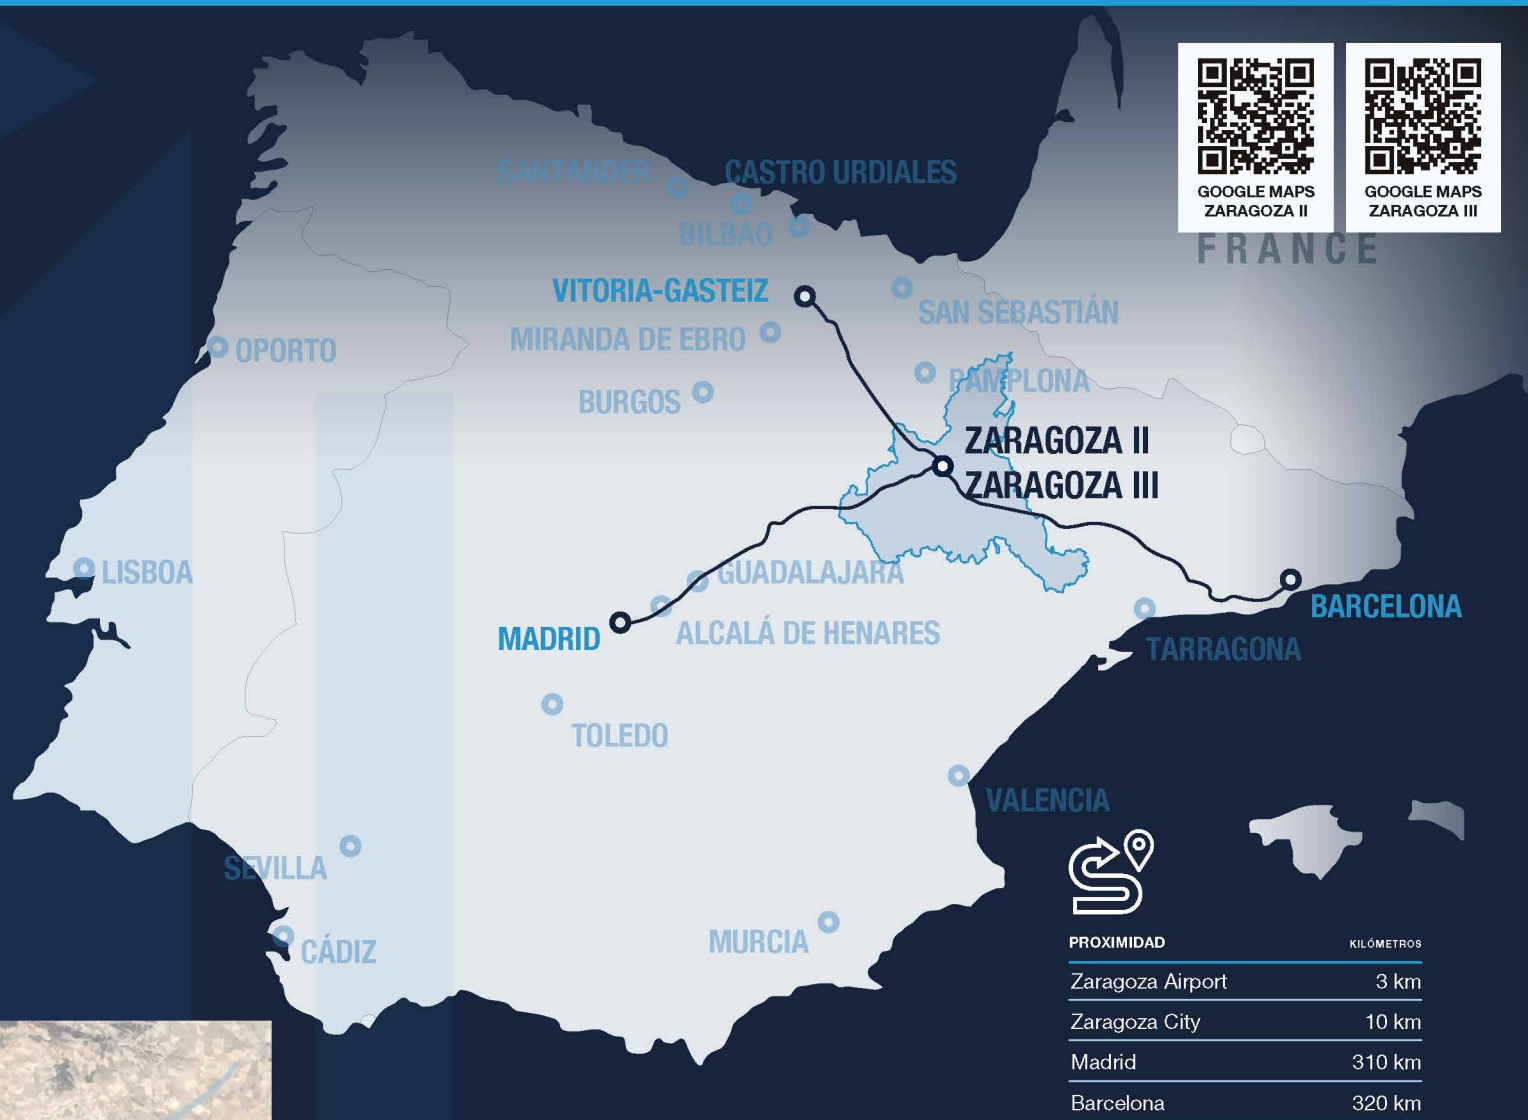 GOOGLE MAPS
ZARAGOZA II
GOOGLE MAPS
ZARAGOZA III
FRANCE
SANTANDER
CASTRO URDIALES
BILBAO
VITORIA-GASTEIZ
SAN SEBASTIÁN
MIRANDA DE EBRO
OPORTO
PAMPLONA
BURGOS
ZARAGOZA II
ZARAGOZA III
LISBOA
GUADALAJARA
BARCELONA
MADRID
ALCALÁ DE HENARES
TARRAGONA
TOLEDO
VALENCIA
SEVILLA
MURCIA
CÁDIZ
PROXIMIDAD KILÓMETROS
Zaragoza Airport 3 km
Zaragoza City 10 km
Madrid 310 km
Barcelona 320 km